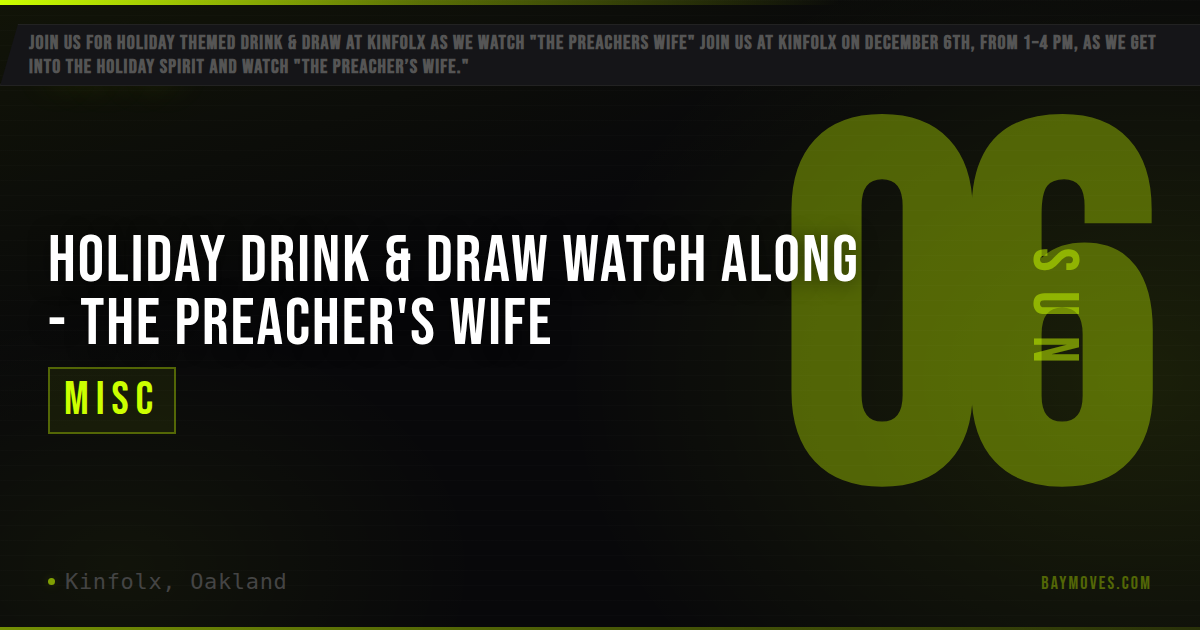 JOIN US FOR HOLIDAY THEMED DRINK & DRAW AT KINFOLX AS WE WATCH "THE PREACHERS WIFE" JOIN US AT KINFOLX ON DECEMBER 6TH, FROM 1–4 PM, AS WE GET
INTO THE HOLIDAY SPIRIT AND WATCH "THE PREACHER'S WIFE."
06
SUN
HOLIDAY DRINK & DRAW WATCH ALONG
- THE PREACHER'S WIFE
MISC
Kinfolx, Oakland
BAYMOVES.COM